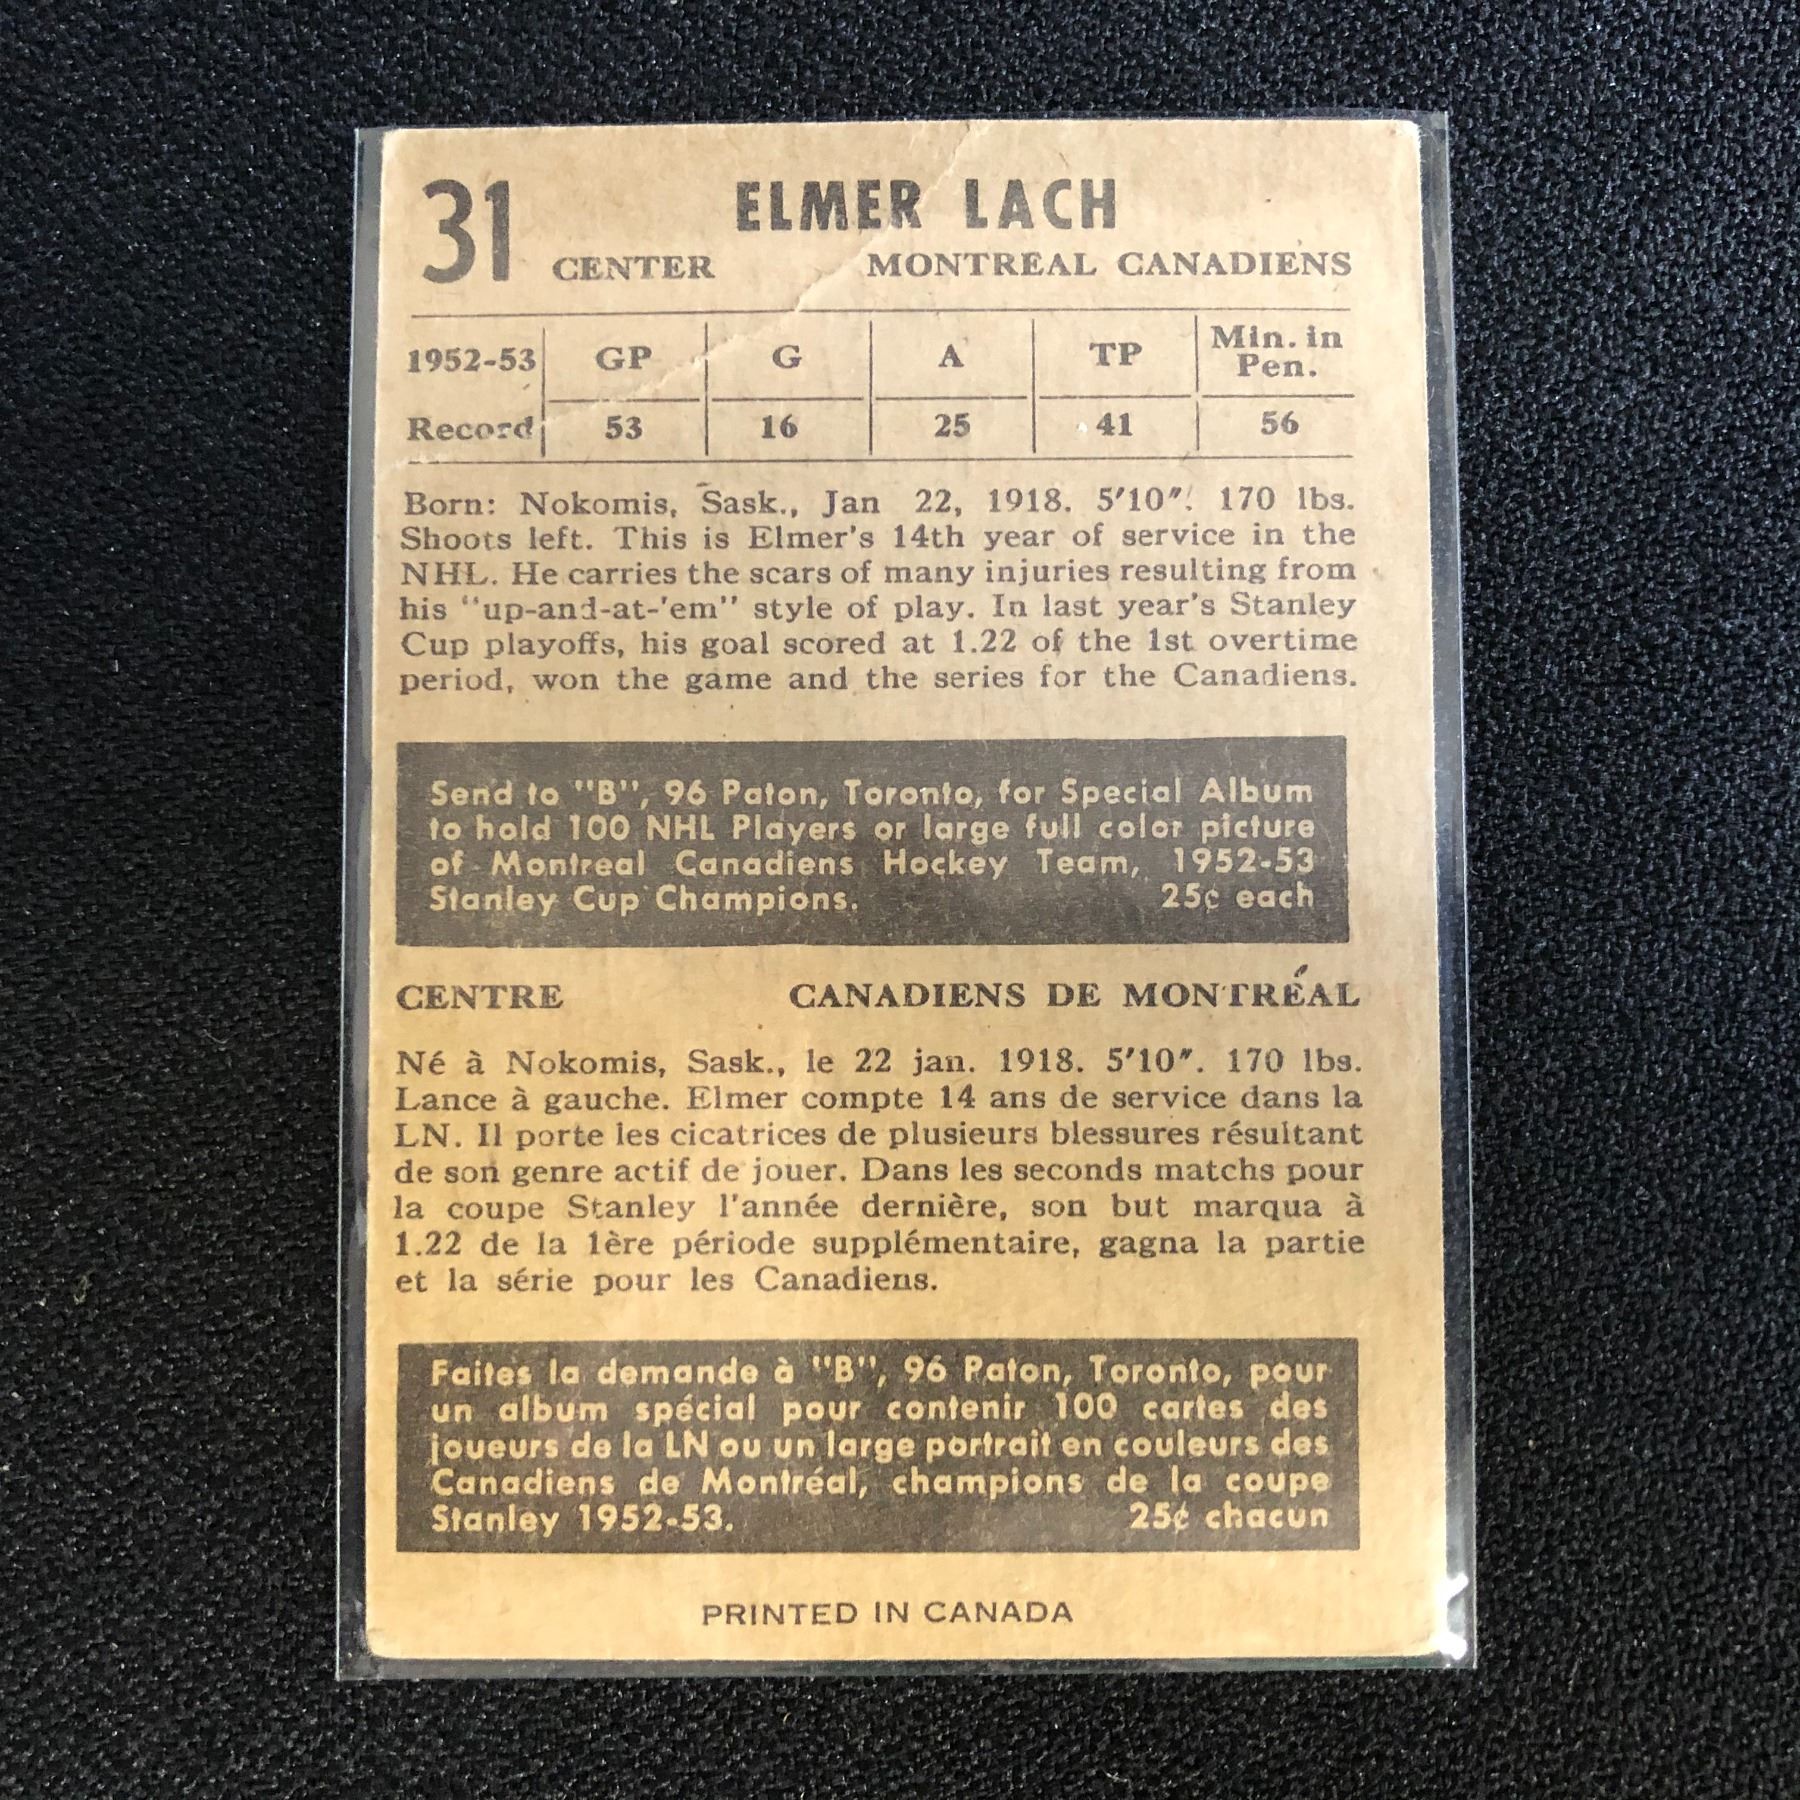 31 ELMER LACH
CENTER MONTREAL CANADIENS
1952-53 GP G A TP Min. in Pen.
Record 53 16 25 41 56
Born: Nokomis, Sask., Jan 22, 1918. 5'10". 170 lbs.
Shoots left. This is Elmer's 14th year of service in the
NHL. He carries the scars of many injuries resulting from
his "up-and-at-'em" style of play. In last year's Stanley
Cup playoffs, his goal scored at 1.22 of the 1st overtime
period, won the game and the series for the Canadiens.
Send to "B", 96 Paton, Toronto, for Special Album
to hold 100 NHL Players or large full color picture
of Montreal Canadiens Hockey Team, 1952-53
Stanley Cup Champions. 25¢ each
CENTRE CANADIENS DE MONTRÉAL
Né à Nokomis, Sask., le 22 jan. 1918. 5'10". 170 lbs.
Lance à gauche. Elmer compte 14 ans de service dans la
LN. Il porte les cicatrices de plusieurs blessures résultant
de son genre actif de jouer. Dans les seconds matchs pour
la coupe Stanley l'année dernière, son but marqua à
1.22 de la 1ère période supplémentaire, gagna la partie
et la série pour les Canadiens.
Faites la demande à "B", 96 Paton, Toronto, pour
un album spécial pour contenir 100 cartes des
joueurs de la LN ou un large portrait en couleurs des
Canadiens de Montréal, champions de la coupe
Stanley 1952-53. 25¢ chacun
PRINTED IN CANADA